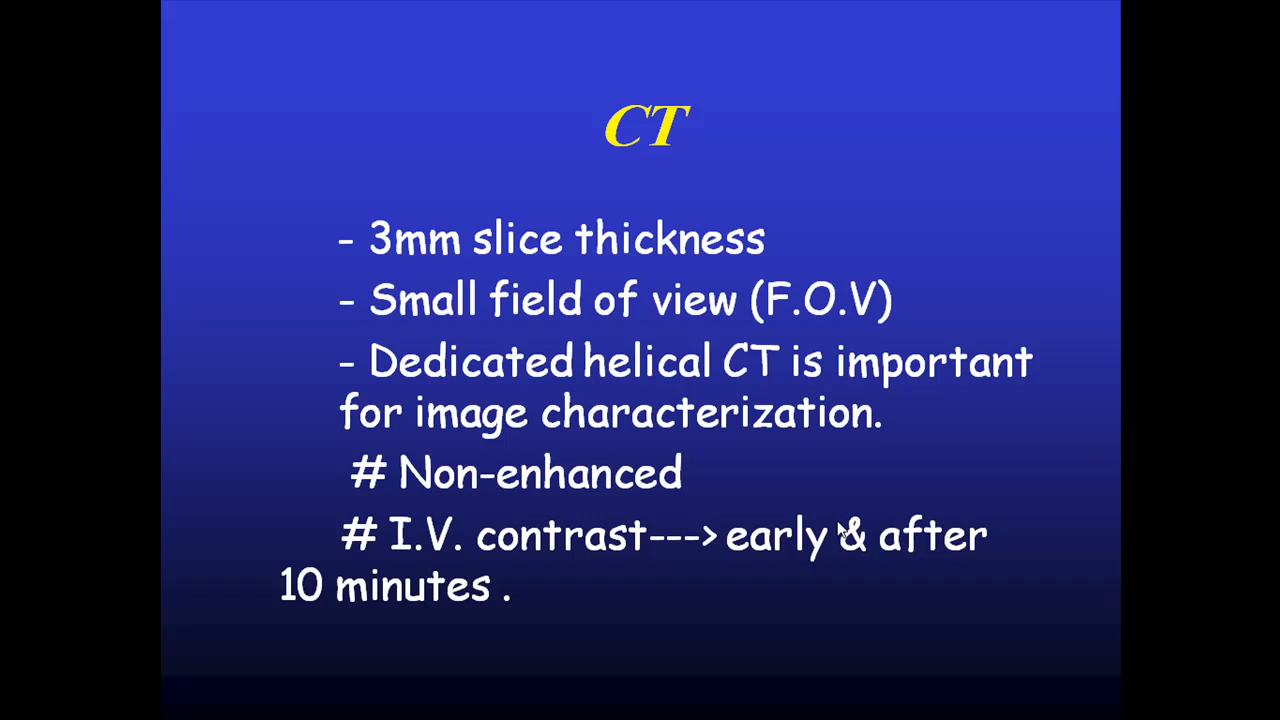 CT
- 3mm slice thickness
- Small field of view (F.O.V)
- Dedicated helical CT is important
for image characterization.
# Non-enhanced
# I.V. contrast---> early & after
10 minutes .